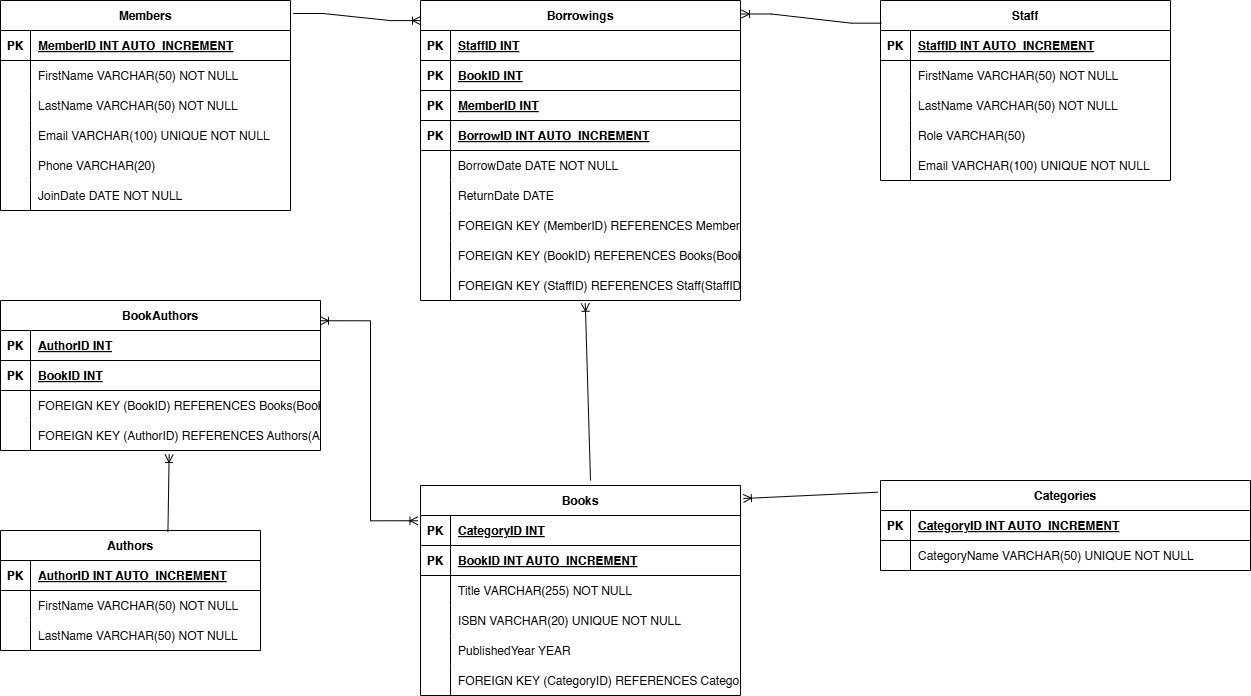 Members
PK MemberID INT AUTO_INCREMENT
FirstName VARCHAR(50) NOT NULL
LastName VARCHAR(50) NOT NULL
Email VARCHAR(100) UNIQUE NOT NULL
Phone VARCHAR(20)
JoinDate DATE NOT NULL
Borrowings
PK StaffID INT
PK BookID INT
PK MemberID INT
PK BorrowID INT AUTO_INCREMENT
BorrowDate DATE NOT NULL
ReturnDate DATE
FOREIGN KEY (MemberID) REFERENCES Member
FOREIGN KEY (BookID) REFERENCES Books(Book
FOREIGN KEY (StaffID) REFERENCES Staff(StaffID
Staff
PK StaffID INT AUTO_INCREMENT
FirstName VARCHAR(50) NOT NULL
LastName VARCHAR(50) NOT NULL
Role VARCHAR(50)
Email VARCHAR(100) UNIQUE NOT NULL
BookAuthors
PK AuthorID INT
PK BookID INT
FOREIGN KEY (BookID) REFERENCES Books(Book
FOREIGN KEY (AuthorID) REFERENCES Authors(A
Authors
PK AuthorID INT AUTO_INCREMENT
FirstName VARCHAR(50) NOT NULL
LastName VARCHAR(50) NOT NULL
Books
PK CategoryID INT
PK BookID INT AUTO_INCREMENT
Title VARCHAR(255) NOT NULL
ISBN VARCHAR(20) UNIQUE NOT NULL
PublishedYear YEAR
FOREIGN KEY (CategoryID) REFERENCES Catego
Categories
PK CategoryID INT AUTO_INCREMENT
CategoryName VARCHAR(50) UNIQUE NOT NULL